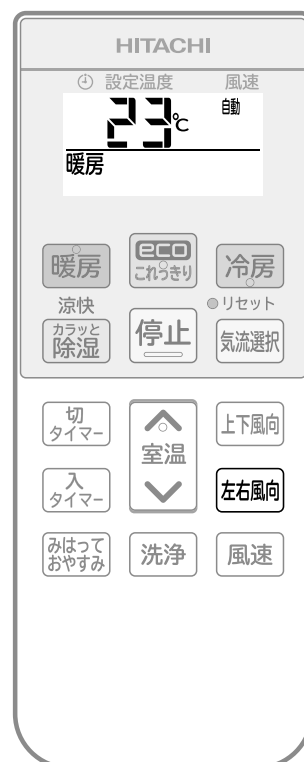 HITACHI
設定温度 風速
23℃ 自動
暖房
暖房
eco
これっきり
冷房
涼快
カラッと
除湿
停止
リセット
気流選択
切
タイマー
室温
上下風向
入
タイマー
左右風向
みはって
おやすみ
洗浄
風速